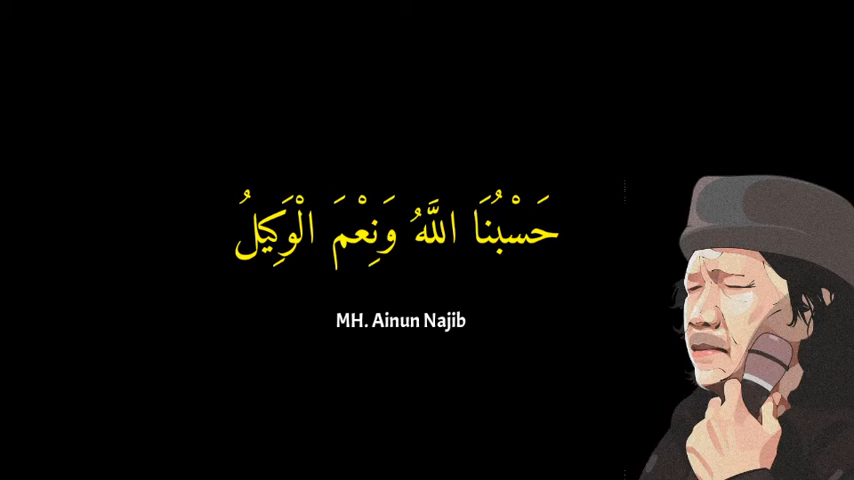 حَسْبُنَا اللَّهُ وَنِعْمَ الْوَكِيلُ
MH. Ainun Najib